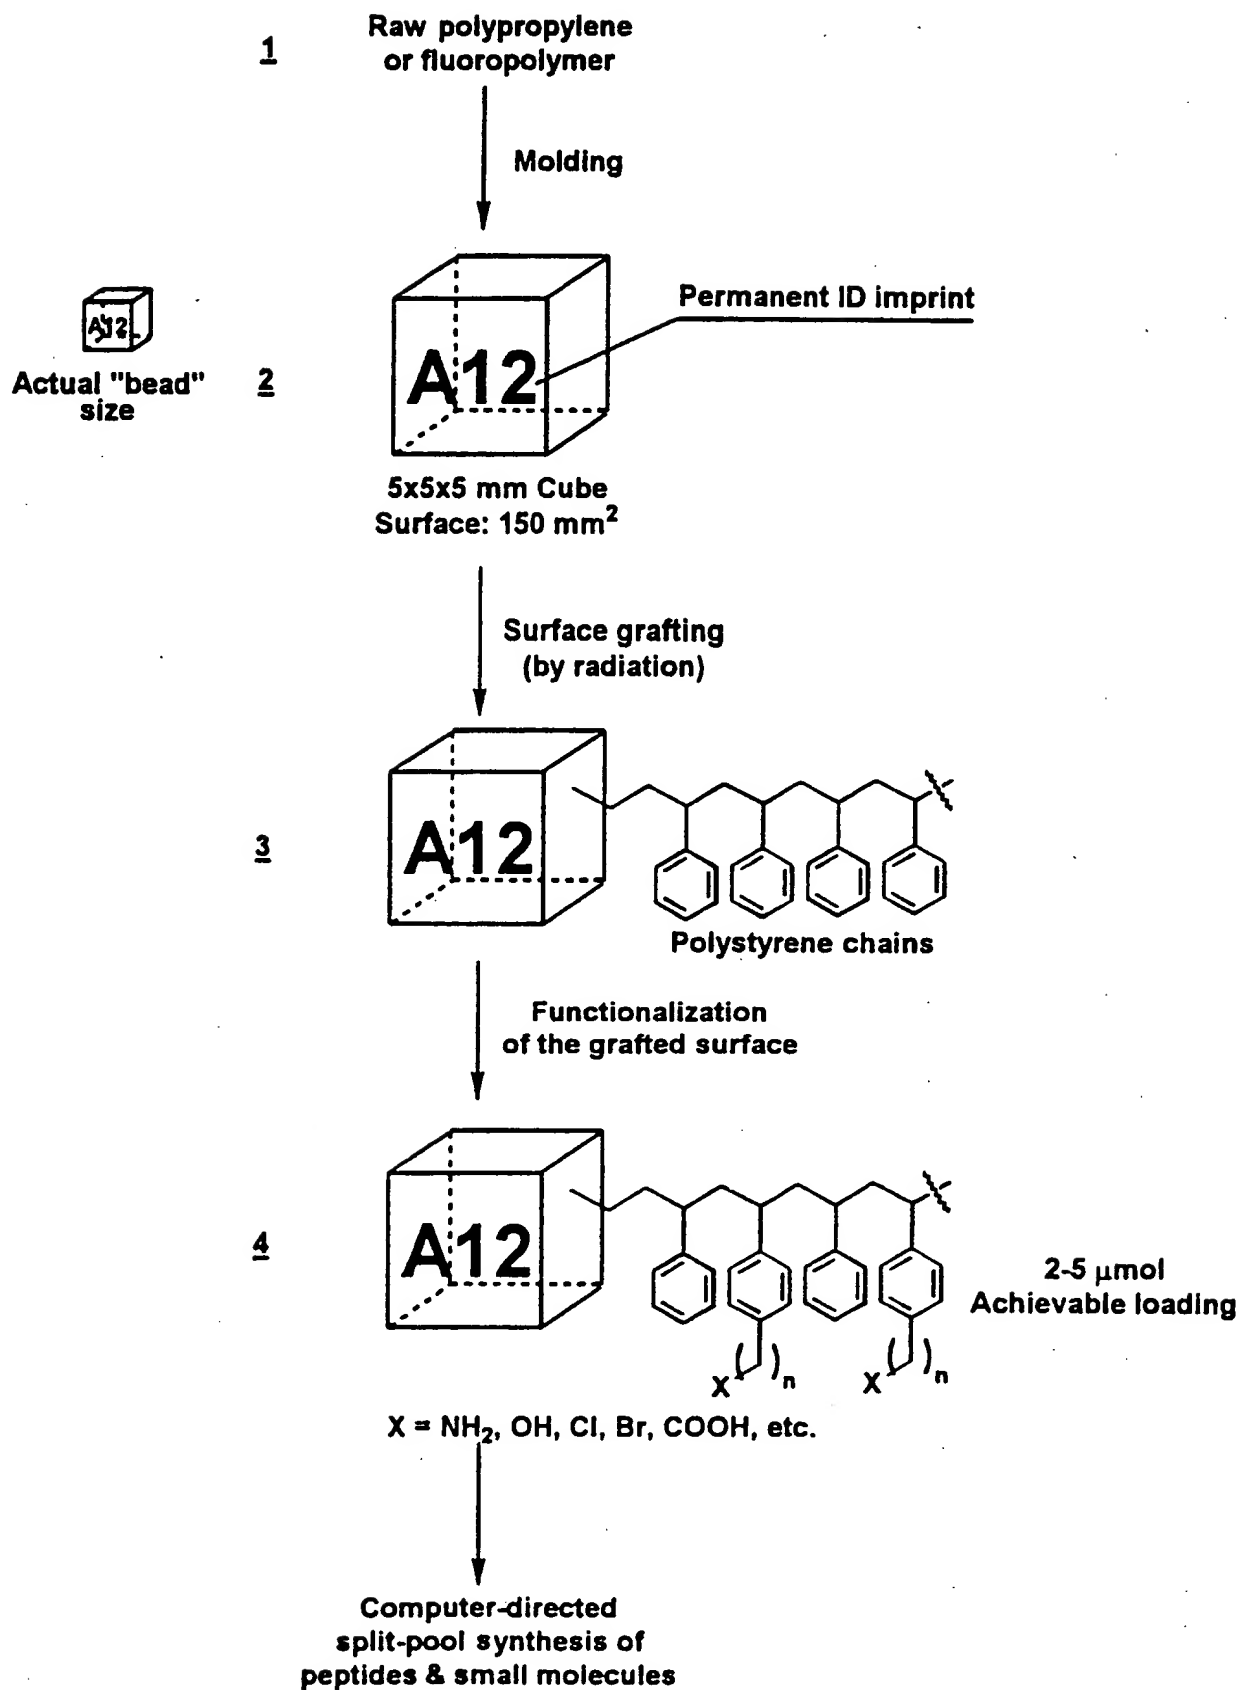 1
Raw polypropylene
or fluoropolymer
Molding
Permanent ID imprint
A12
A12
Actual "bead"
size
2
5x5x5 mm Cube
Surface: 150 mm²
Surface grafting
(by radiation)
3
A12
Polystyrene chains
Functionalization
of the grafted surface
4
A12
2-5 μmol
Achievable loading
X ( )n X ( )n
X = NH₂, OH, Cl, Br, COOH, etc.
Computer-directed
split-pool synthesis of
peptides & small molecules